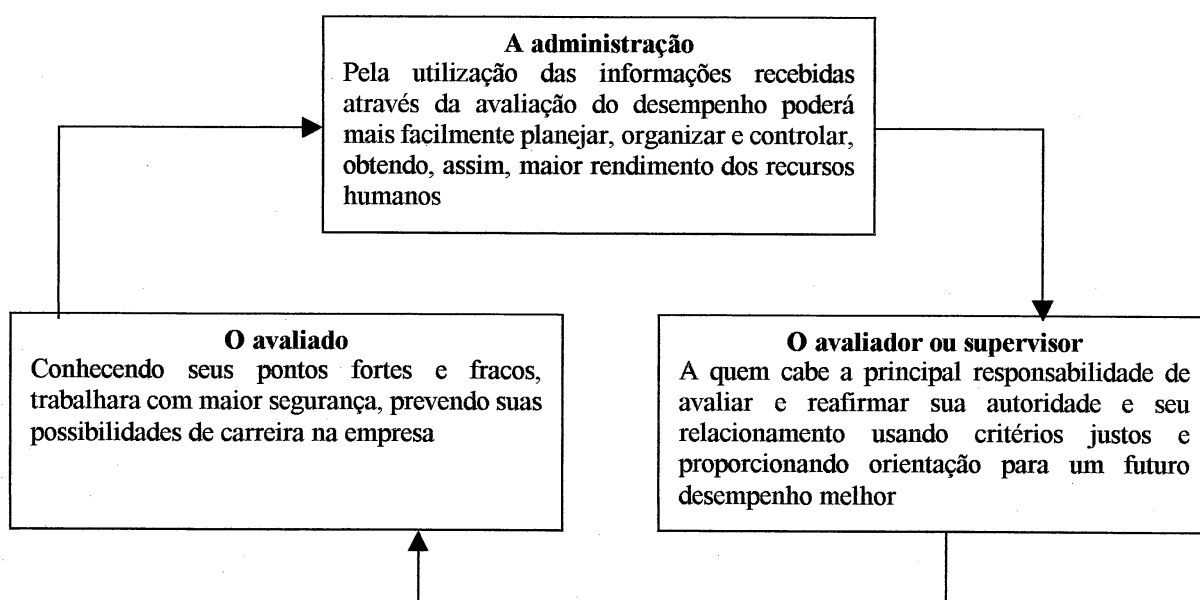 A administração
Pela utilização das informações recebidas
através da avaliação do desempenho poderá
mais facilmente planejar, organizar e controlar,
obtendo, assim, maior rendimento dos recursos
humanos
O avaliado
Conhecendo seus pontos fortes e fracos,
trabalhara com maior segurança, prevendo suas
possibilidades de carreira na empresa
O avaliador ou supervisor
A quem cabe a principal responsabilidade de
avaliar e reafirmar sua autoridade e seu
relacionamento usando critérios justos e
proporcionando orientação para um futuro
desempenho melhor